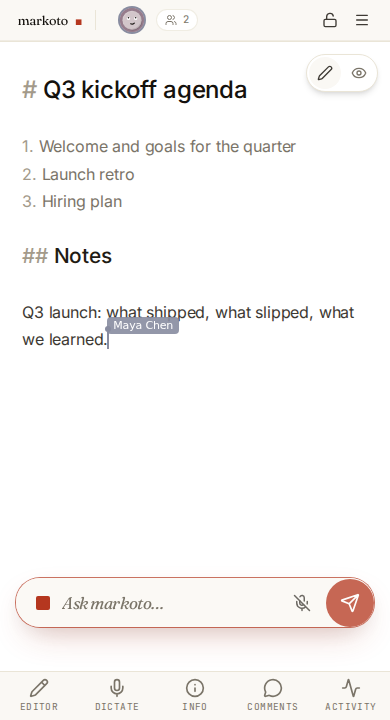 markoto
2
# Q3 kickoff agenda
1. Welcome and goals for the quarter
2. Launch retro
3. Hiring plan
## Notes
Q3 launch: what shipped, what slipped, what
we learned.
Maya Chen
Ask markoto...
EDITOR DICTATE INFO COMMENTS ACTIVITY